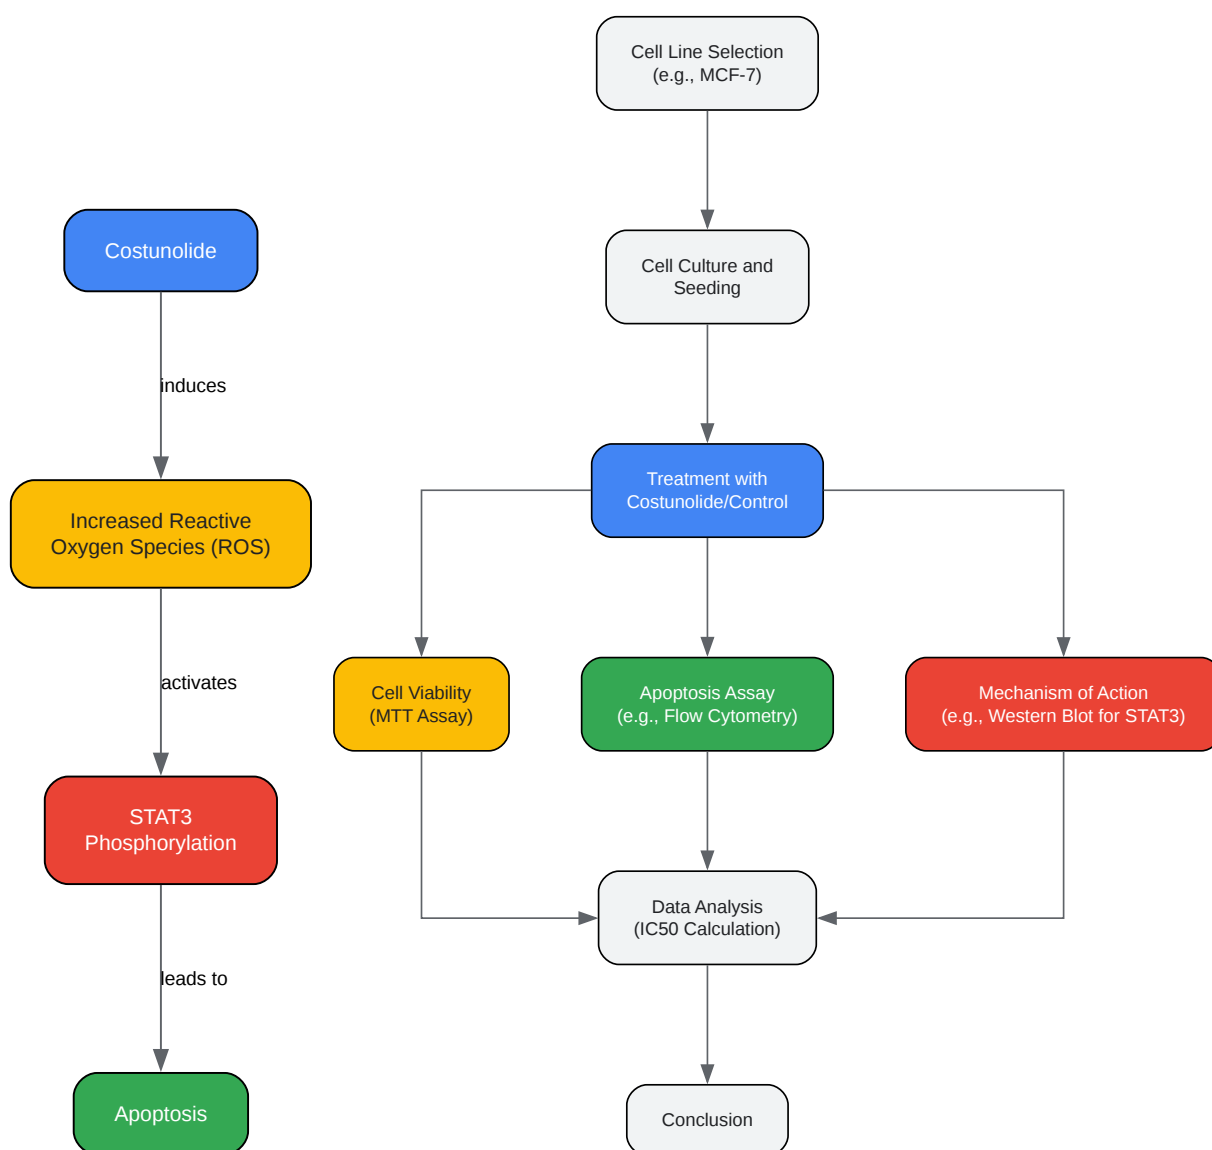 Costunolide
induces
Increased Reactive
Oxygen Species (ROS)
activates
STAT3
Phosphorylation
leads to
Apoptosis
Cell Line Selection
(e.g., MCF-7)
Cell Culture and
Seeding
Treatment with
Costunolide/Control
Cell Viability
(MTT Assay)
Apoptosis Assay
(e.g., Flow Cytometry)
Mechanism of Action
(e.g., Western Blot for STAT3)
Data Analysis
(IC50 Calculation)
Conclusion